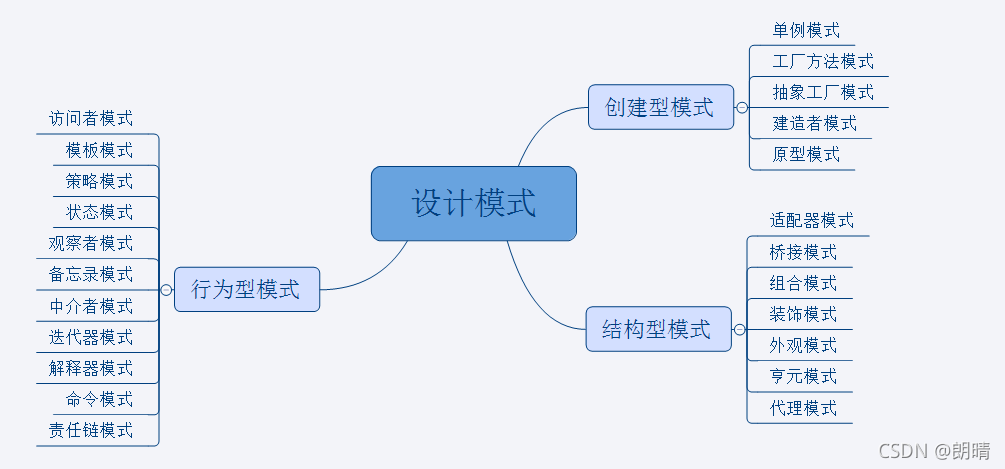 设计模式
创建型模式
单例模式
工厂方法模式
抽象工厂模式
建造者模式
原型模式
结构型模式
适配器模式
桥接模式
组合模式
装饰模式
外观模式
亨元模式
代理模式
行为型模式
访问者模式
模板模式
策略模式
状态模式
观察者模式
备忘录模式
中介者模式
迭代器模式
解释器模式
命令模式
责任链模式
CSDN @朗晴